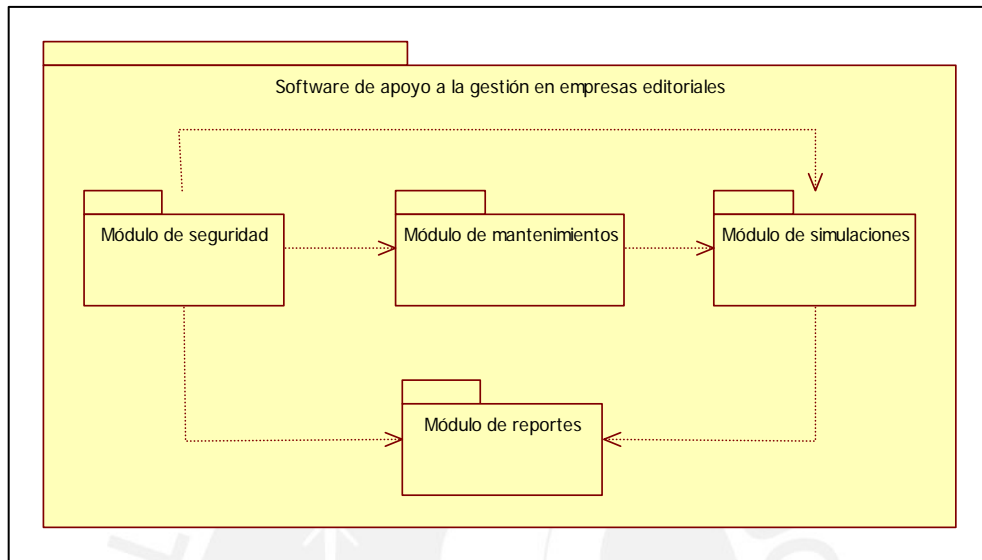 Software de apoyo a la gestión en empresas editoriales
Módulo de seguridad
Módulo de mantenimientos
Módulo de simulaciones
Módulo de reportes